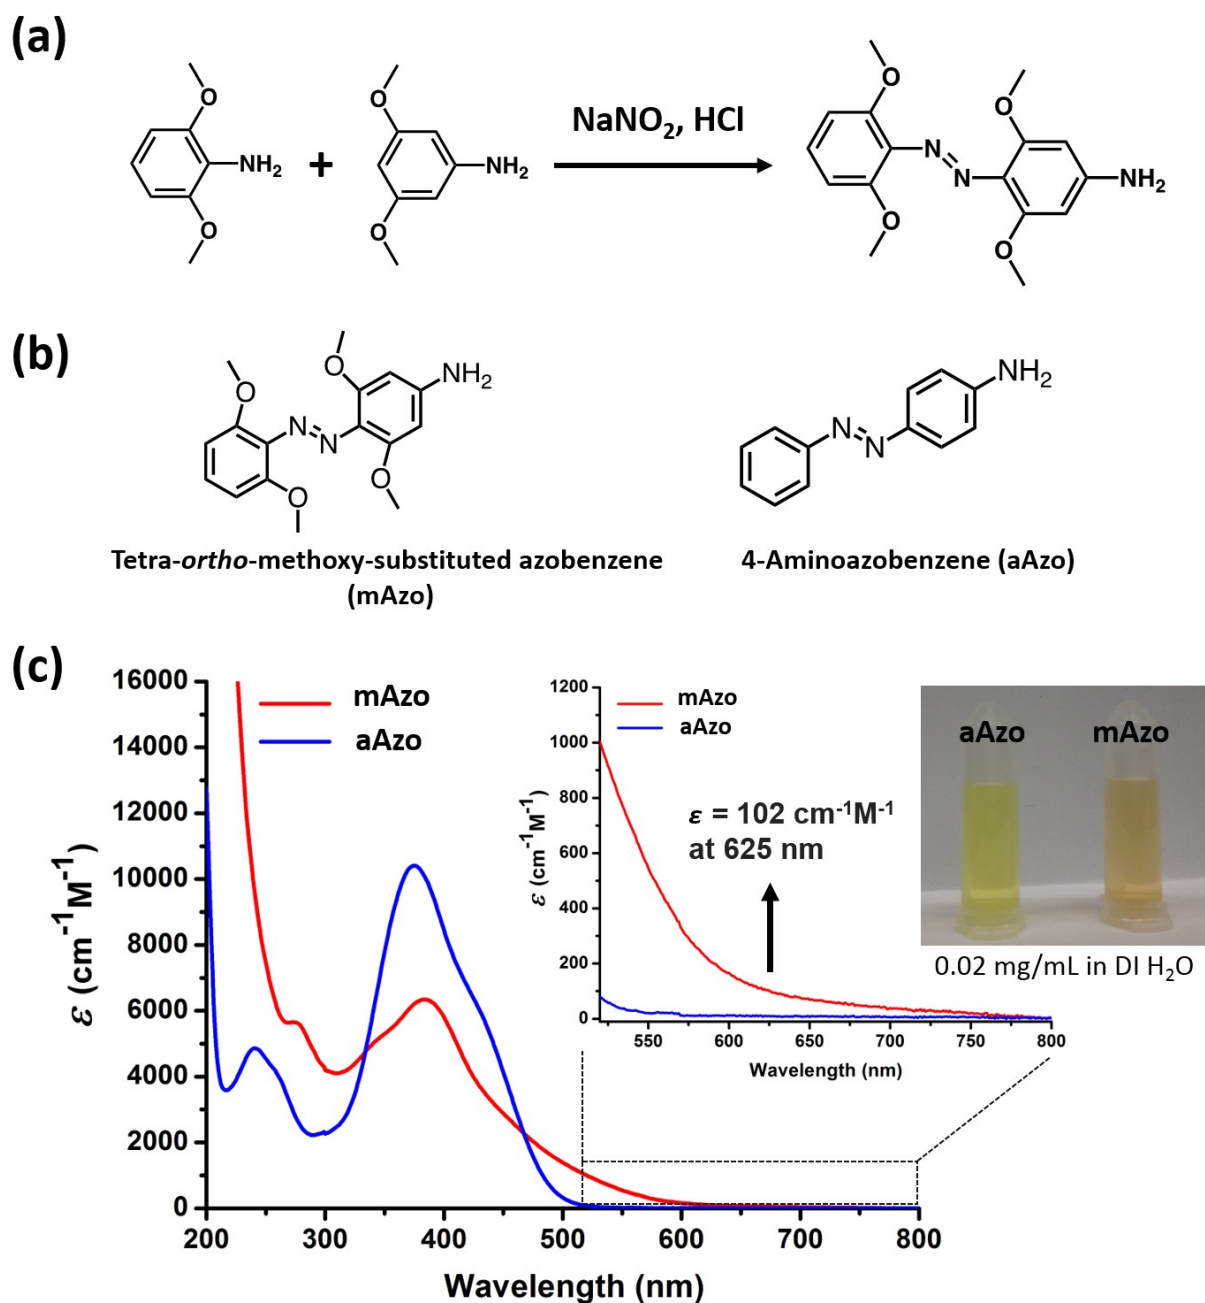 (a)
O
O
NH₂
+
O
O
NH₂
NaNO₂, HCl
O
O
N
N
O
O
NH₂
(b)
O
O
N
N
O
O
NH₂
N
N
NH₂
Tetra-ortho-methoxy-substituted azobenzene
(mAzo)
4-Aminoazobenzene (aAzo)
(c)
16000
14000
12000
10000
8000
6000
4000
2000
0
ε (cm⁻¹M⁻¹)
200 300 400 500 600 700 800
Wavelength (nm)
mAzo
aAzo
1200
1000
800
600
400
200
0
ε (cm⁻¹M⁻¹)
550 600 650 700 750 800
Wavelength (nm)
mAzo
aAzo
ε = 102 cm⁻¹M⁻¹
at 625 nm
aAzo mAzo
0.02 mg/mL in DI H₂O